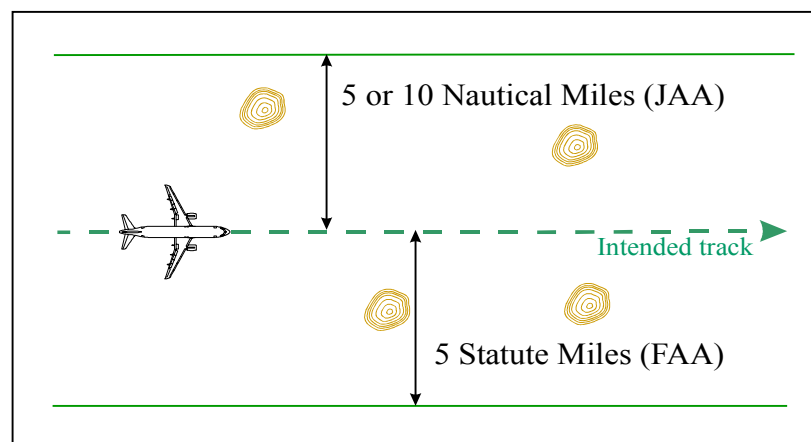 5 or 10 Nautical Miles (JAA)
Intended track
5 Statute Miles (FAA)